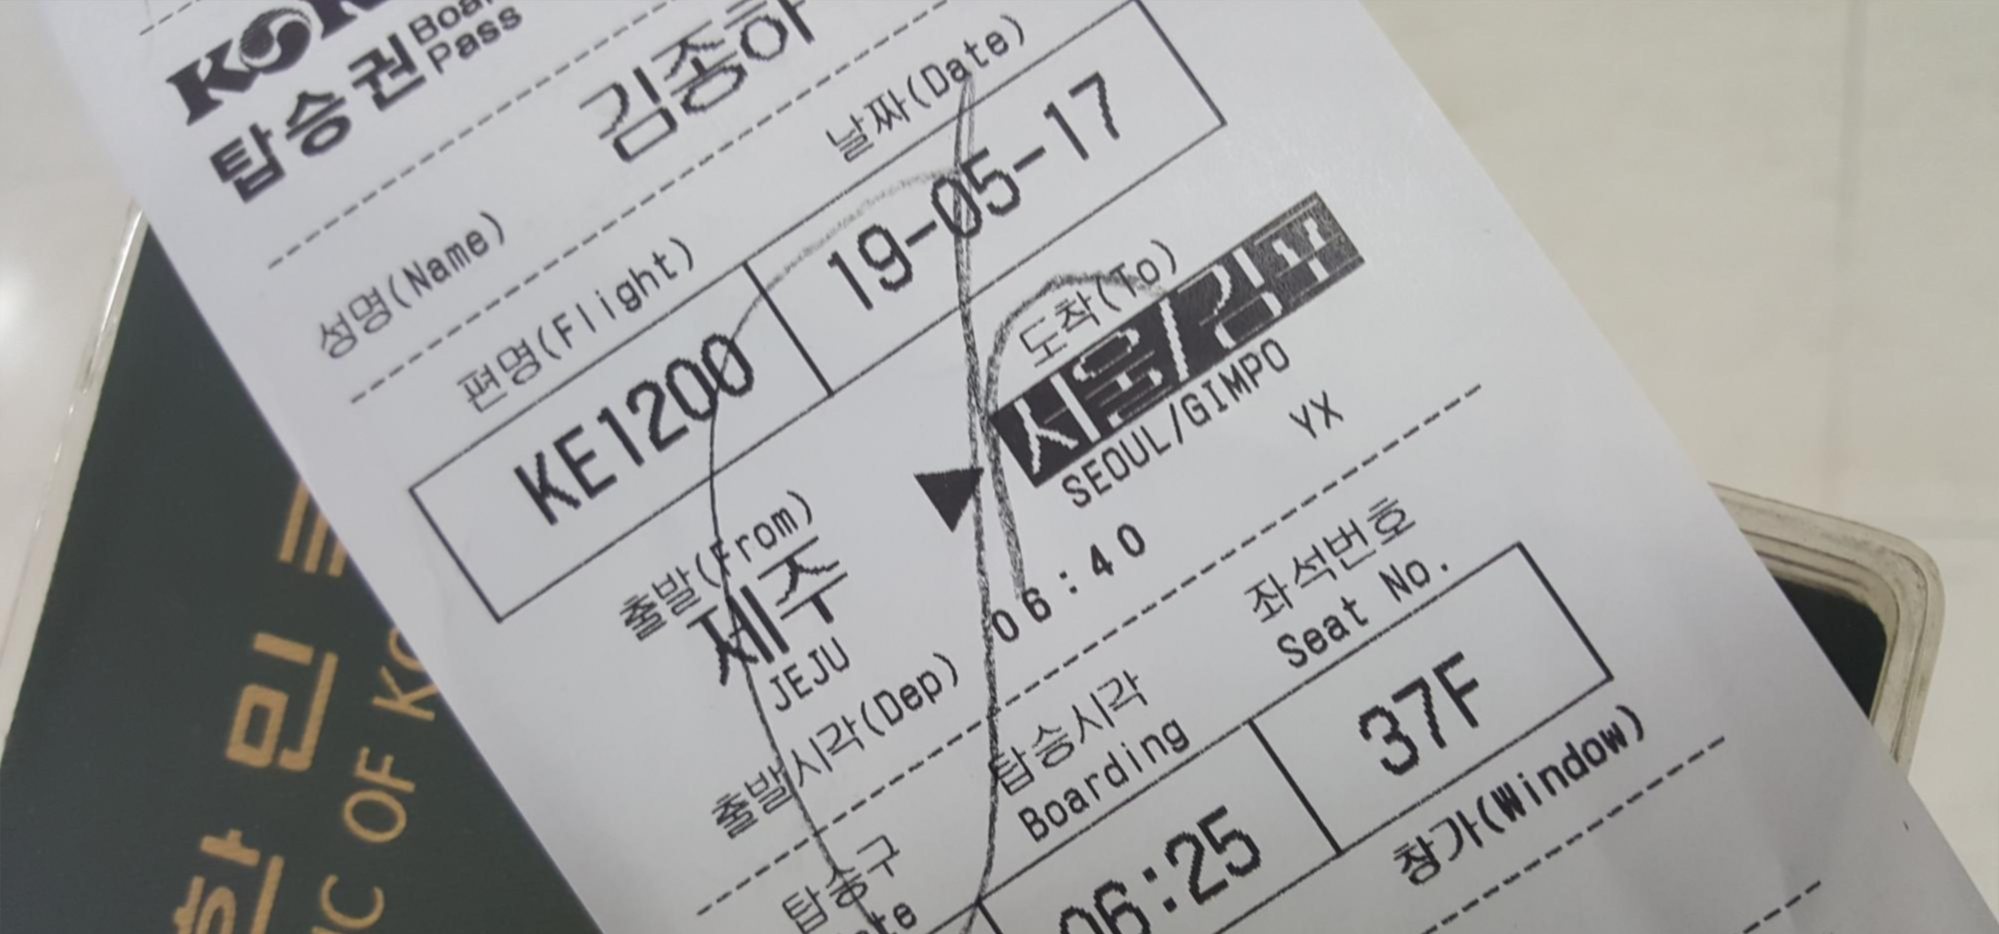 탑승권 Boarding Pass
김종하
성명(Name)
편명(Flight) 날짜(Date)
KE1200 19-05-17
출발(From) 도착(To)
제주 ▶ 서울/김포
JEJU SEOUL/GIMPO
YX
출발시각(Dep) 06:40
탑승구 탑승시각 좌석번호
Boarding Seat No.
06:25 37F
창가(Window)
한 민
OF